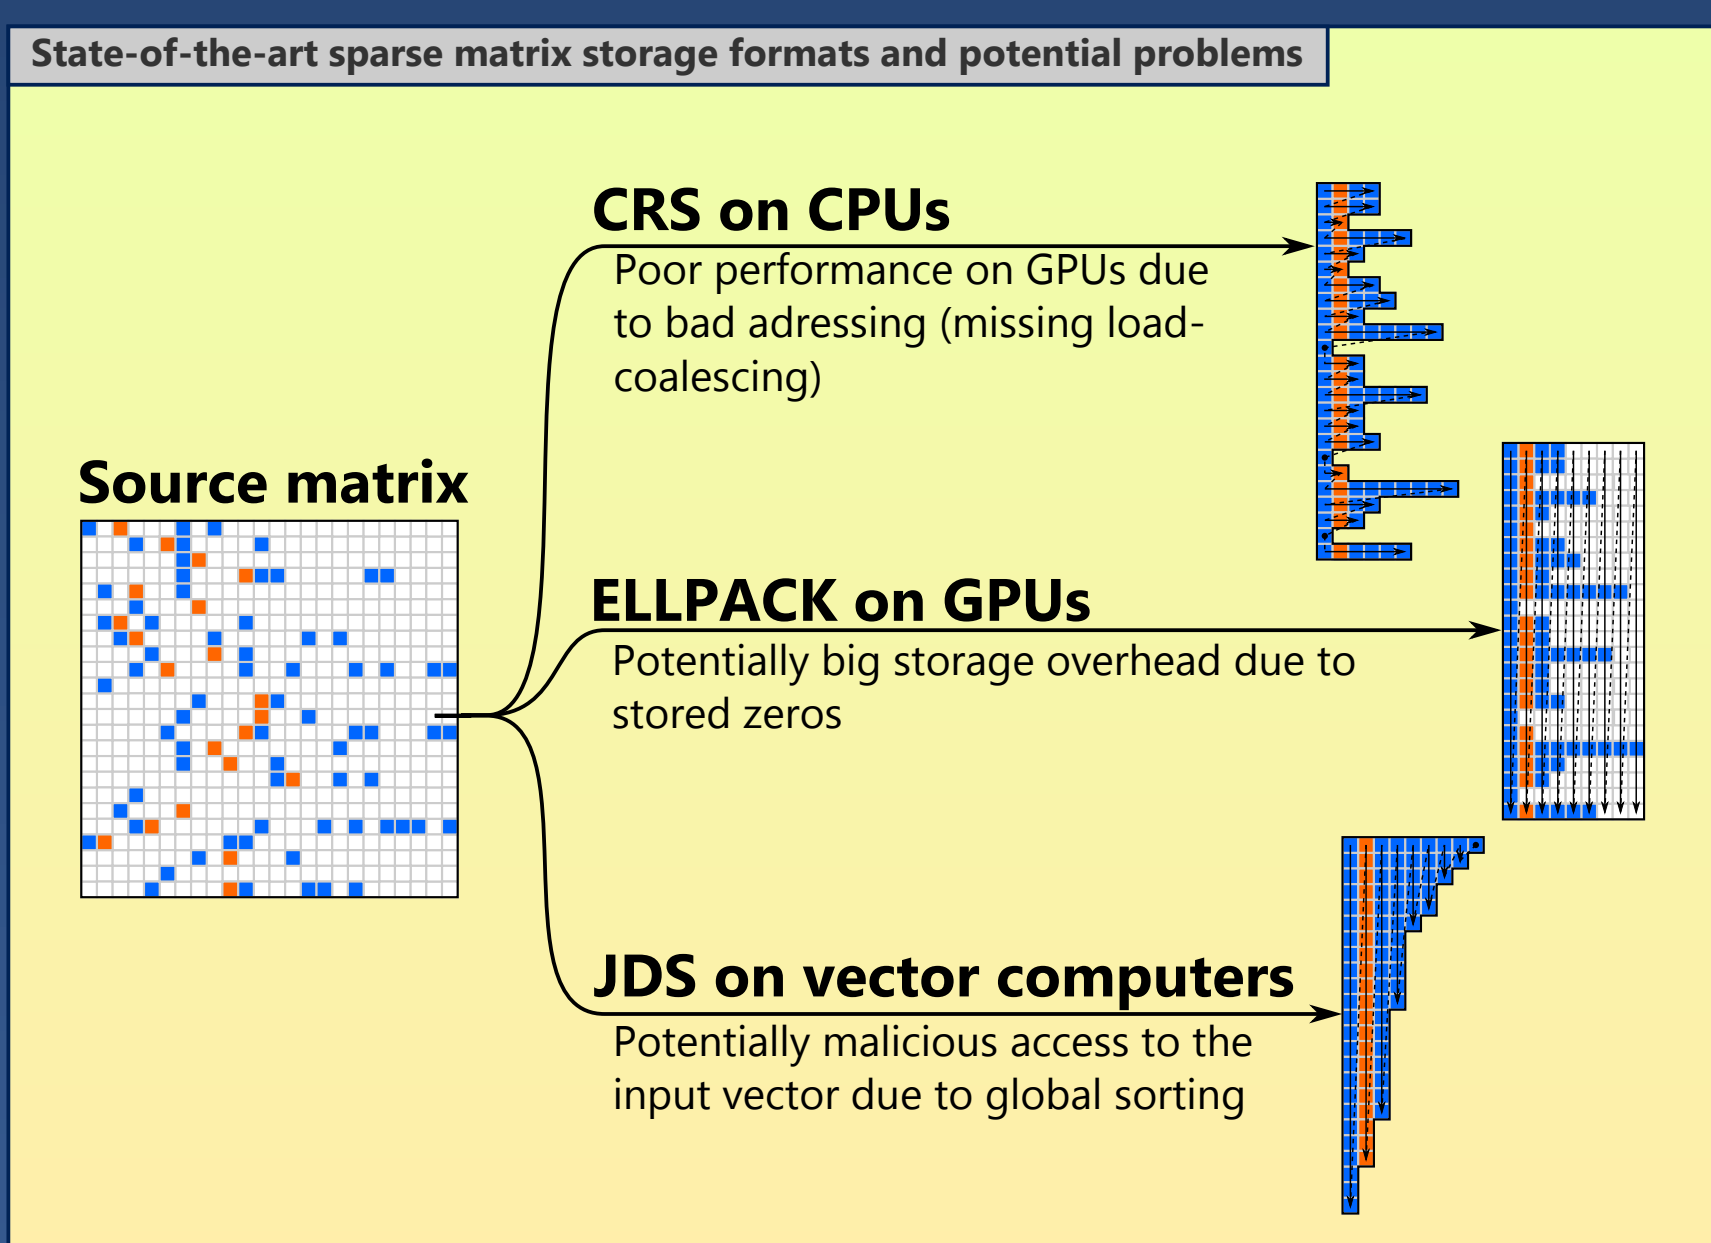 State-of-the-art sparse matrix storage formats and potential problems
CRS on CPUs
Poor performance on GPUs due
to bad adressing (missing load-
coalescing)
Source matrix
ELLPACK on GPUs
Potentially big storage overhead due to
stored zeros
JDS on vector computers
Potentially malicious access to the
input vector due to global sorting